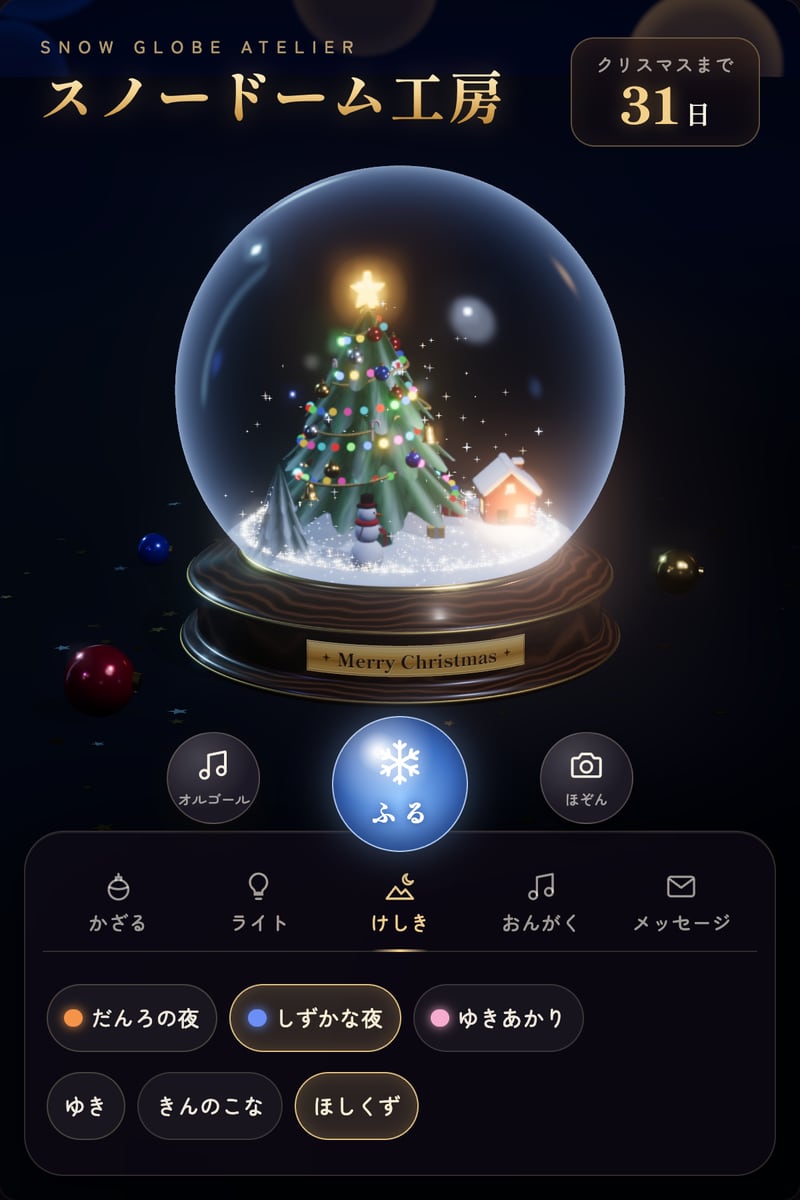 SNOW GLOBE ATELIER
スノードーム工房
クリスマスまで
31日
Merry Christmas
オルゴール
ふる
ほぞん
かざる
ライト
けしき
おんがく
メッセージ
だんろの夜
しずかな夜
ゆきあかり
ゆき
きんのこな
ほしくず